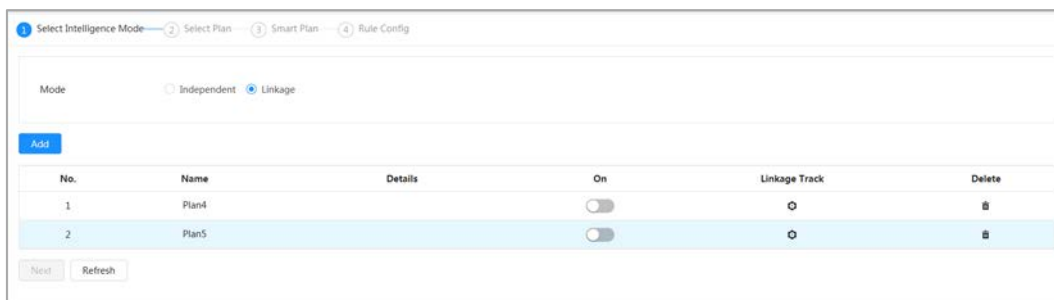 1 Select Intelligence Mode 2 Select Plan 3 Smart Plan 4 Rule Config
Mode Independent Linkage
Add
No. Name Details On Linkage Track Delete
1 Plan4
2 Plan5
Next Refresh